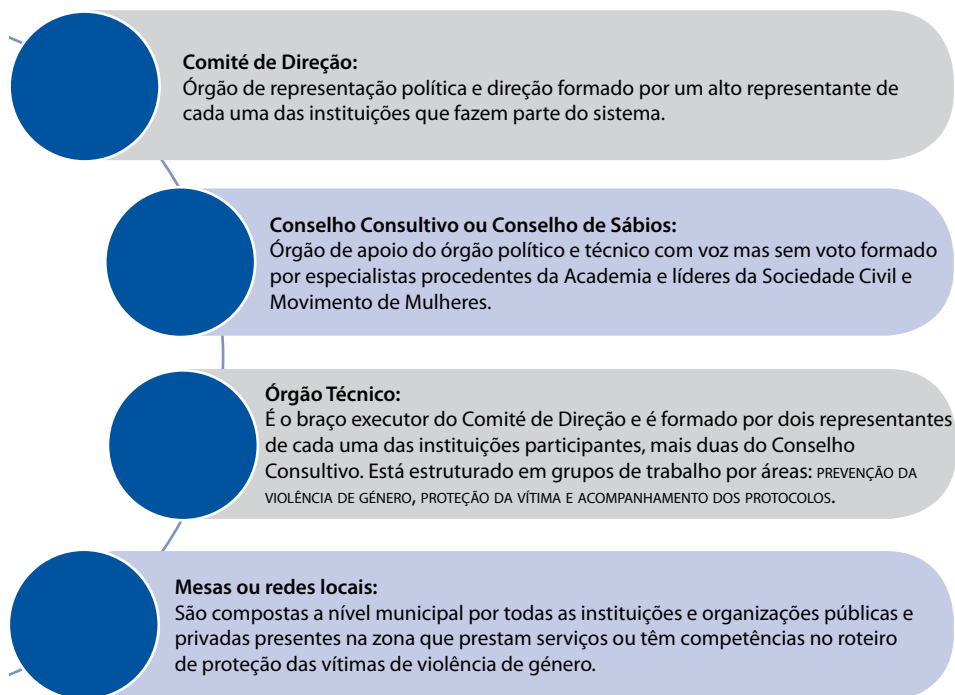 Comité de Direção:
Órgão de representação política e direção formado por um alto representante de
cada uma das instituições que fazem parte do sistema.
Conselho Consultivo ou Conselho de Sábios:
Órgão de apoio do órgão político e técnico com voz mas sem voto formado
por especialistas procedentes da Academia e líderes da Sociedade Civil e
Movimento de Mulheres.
Órgão Técnico:
É o braço executor do Comité de Direção e é formado por dois representantes
de cada uma das instituições participantes, mais duas do Conselho
Consultivo. Está estruturado em grupos de trabalho por áreas: PREVENÇÃO DA
VIOLÊNCIA DE GÉNERO, PROTEÇÃO DA VÍTIMA E ACOMPANHAMENTO DOS PROTOCOLOS.
Mesas ou redes locais:
São compostas a nível municipal por todas as instituições e organizações públicas e
privadas presentes na zona que prestam serviços ou têm competências no roteiro
de proteção das vítimas de violência de género.